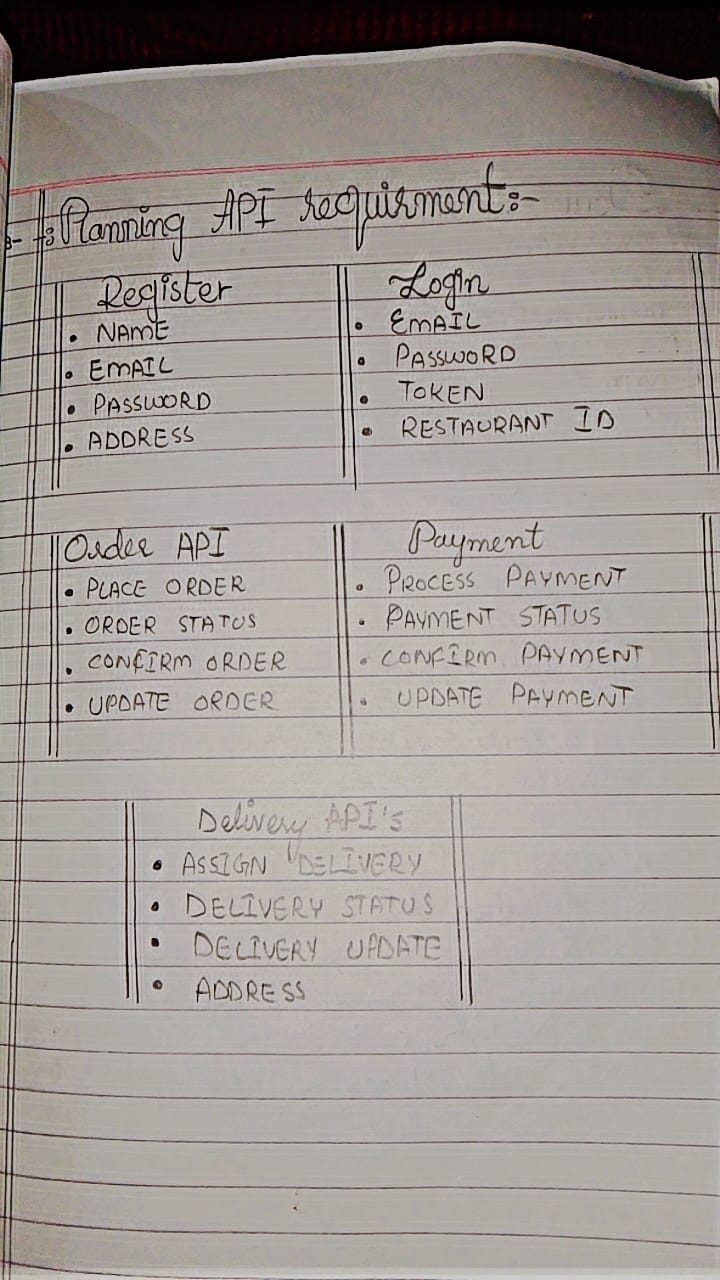 Planning API requirment:-
Register
• NAME
• EMAIL
• PASSWORD
• ADDRESS
Login
• EMAIL
• PASSWORD
• TOKEN
• RESTAURANT ID
Order API
• PLACE ORDER
• ORDER STATUS
• CONFIRM ORDER
• UPDATE ORDER
Payment
• PROCESS PAYMENT
• PAYMENT STATUS
• CONFIRM PAYMENT
• UPDATE PAYMENT
Delivery API's
• ASSIGN DELIVERY
• DELIVERY STATUS
• DELIVERY UPDATE
• ADDRESS